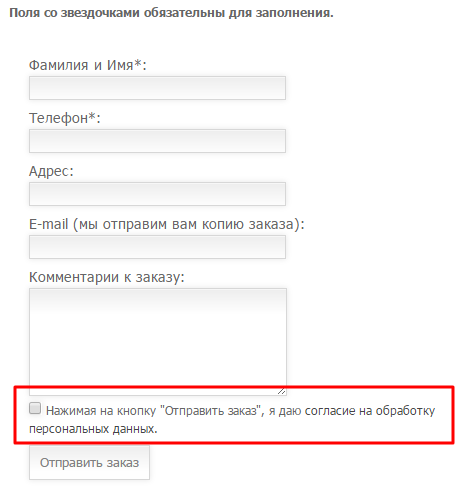 Поля со звездочками обязательны для заполнения.
Фамилия и Имя*:
Телефон*:
Адрес:
E-mail (мы отправим вам копию заказа):
Комментарии к заказу:
Нажимая на кнопку "Отправить заказ", я даю согласие на обработку
персональных данных.
Отправить заказ